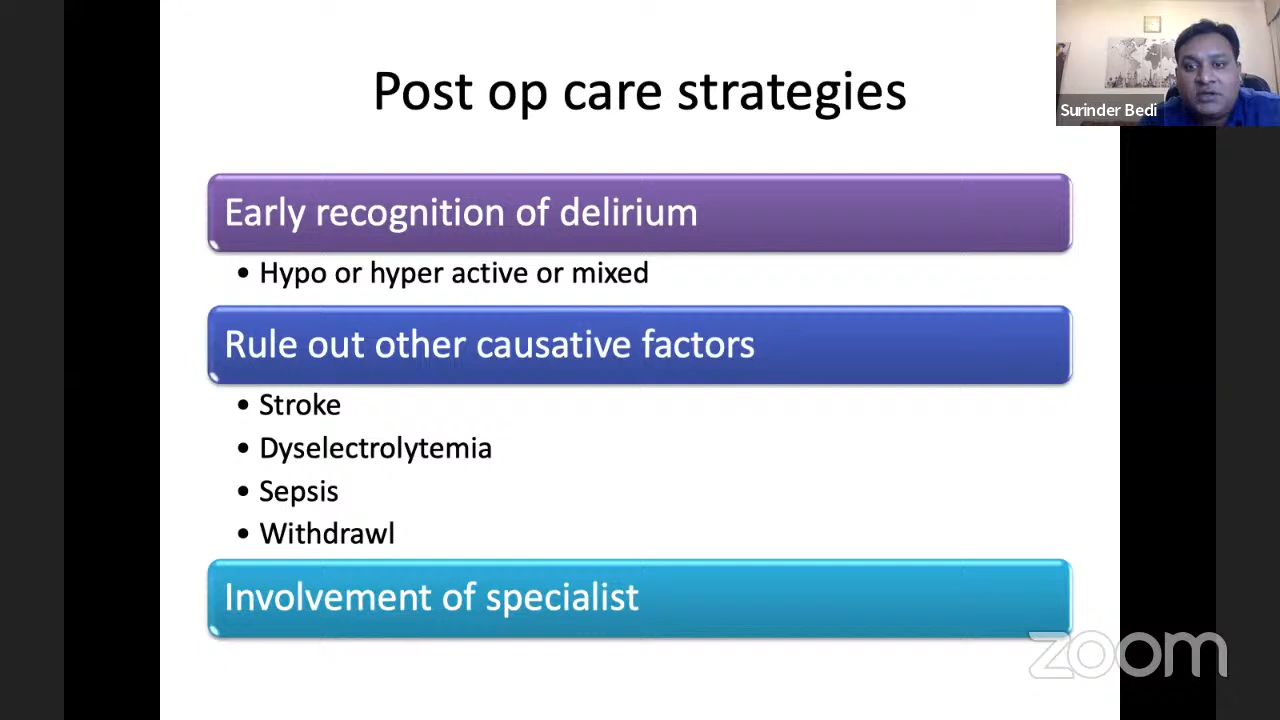 Post op care strategies
Surinder Bedi
Early recognition of delirium
• Hypo or hyper active or mixed
Rule out other causative factors
• Stroke
• Dyselectrolytemia
• Sepsis
• Withdrawl
Involvement of specialist
zoom